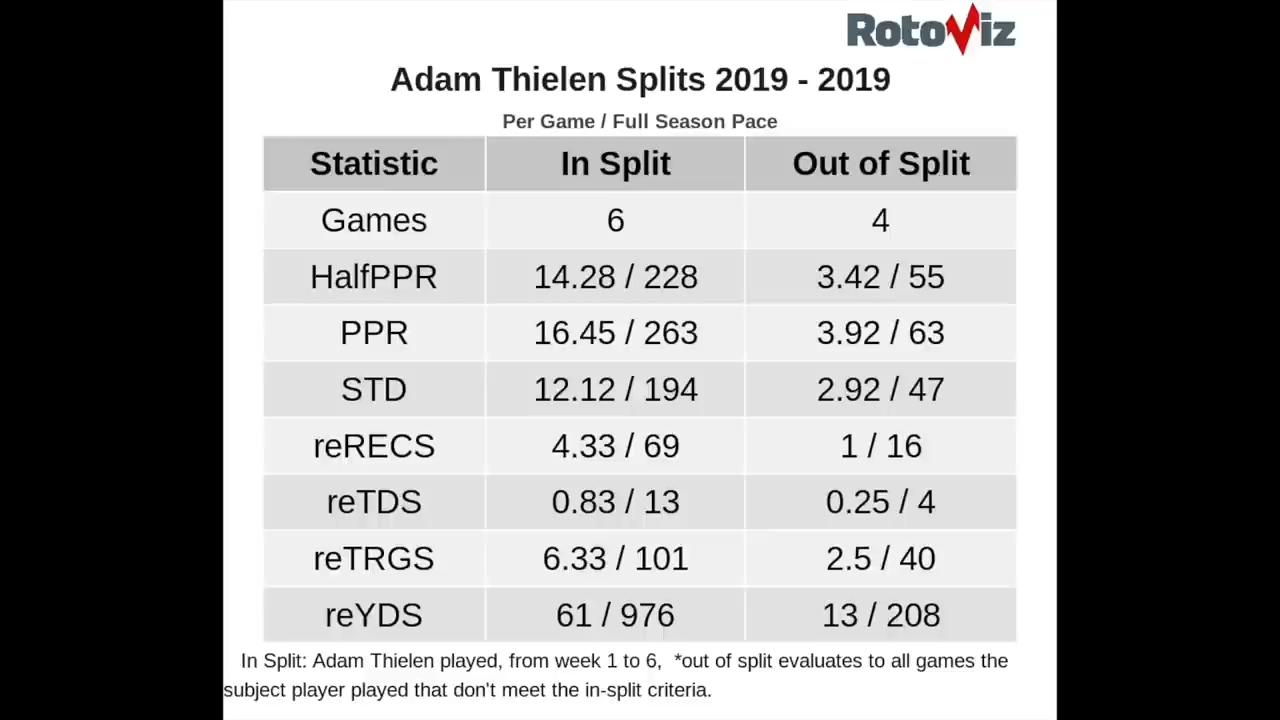 RotoViz
Adam Thielen Splits 2019 - 2019
Per Game / Full Season Pace
Statistic In Split Out of Split
Games 6 4
HalfPPR 14.28 / 228 3.42 / 55
PPR 16.45 / 263 3.92 / 63
STD 12.12 / 194 2.92 / 47
reRECS 4.33 / 69 1 / 16
reTDS 0.83 / 13 0.25 / 4
reTRGS 6.33 / 101 2.5 / 40
reYDS 61 / 976 13 / 208
In Split: Adam Thielen played, from week 1 to 6, *out of split evaluates to all games the
subject player played that don't meet the in-split criteria.